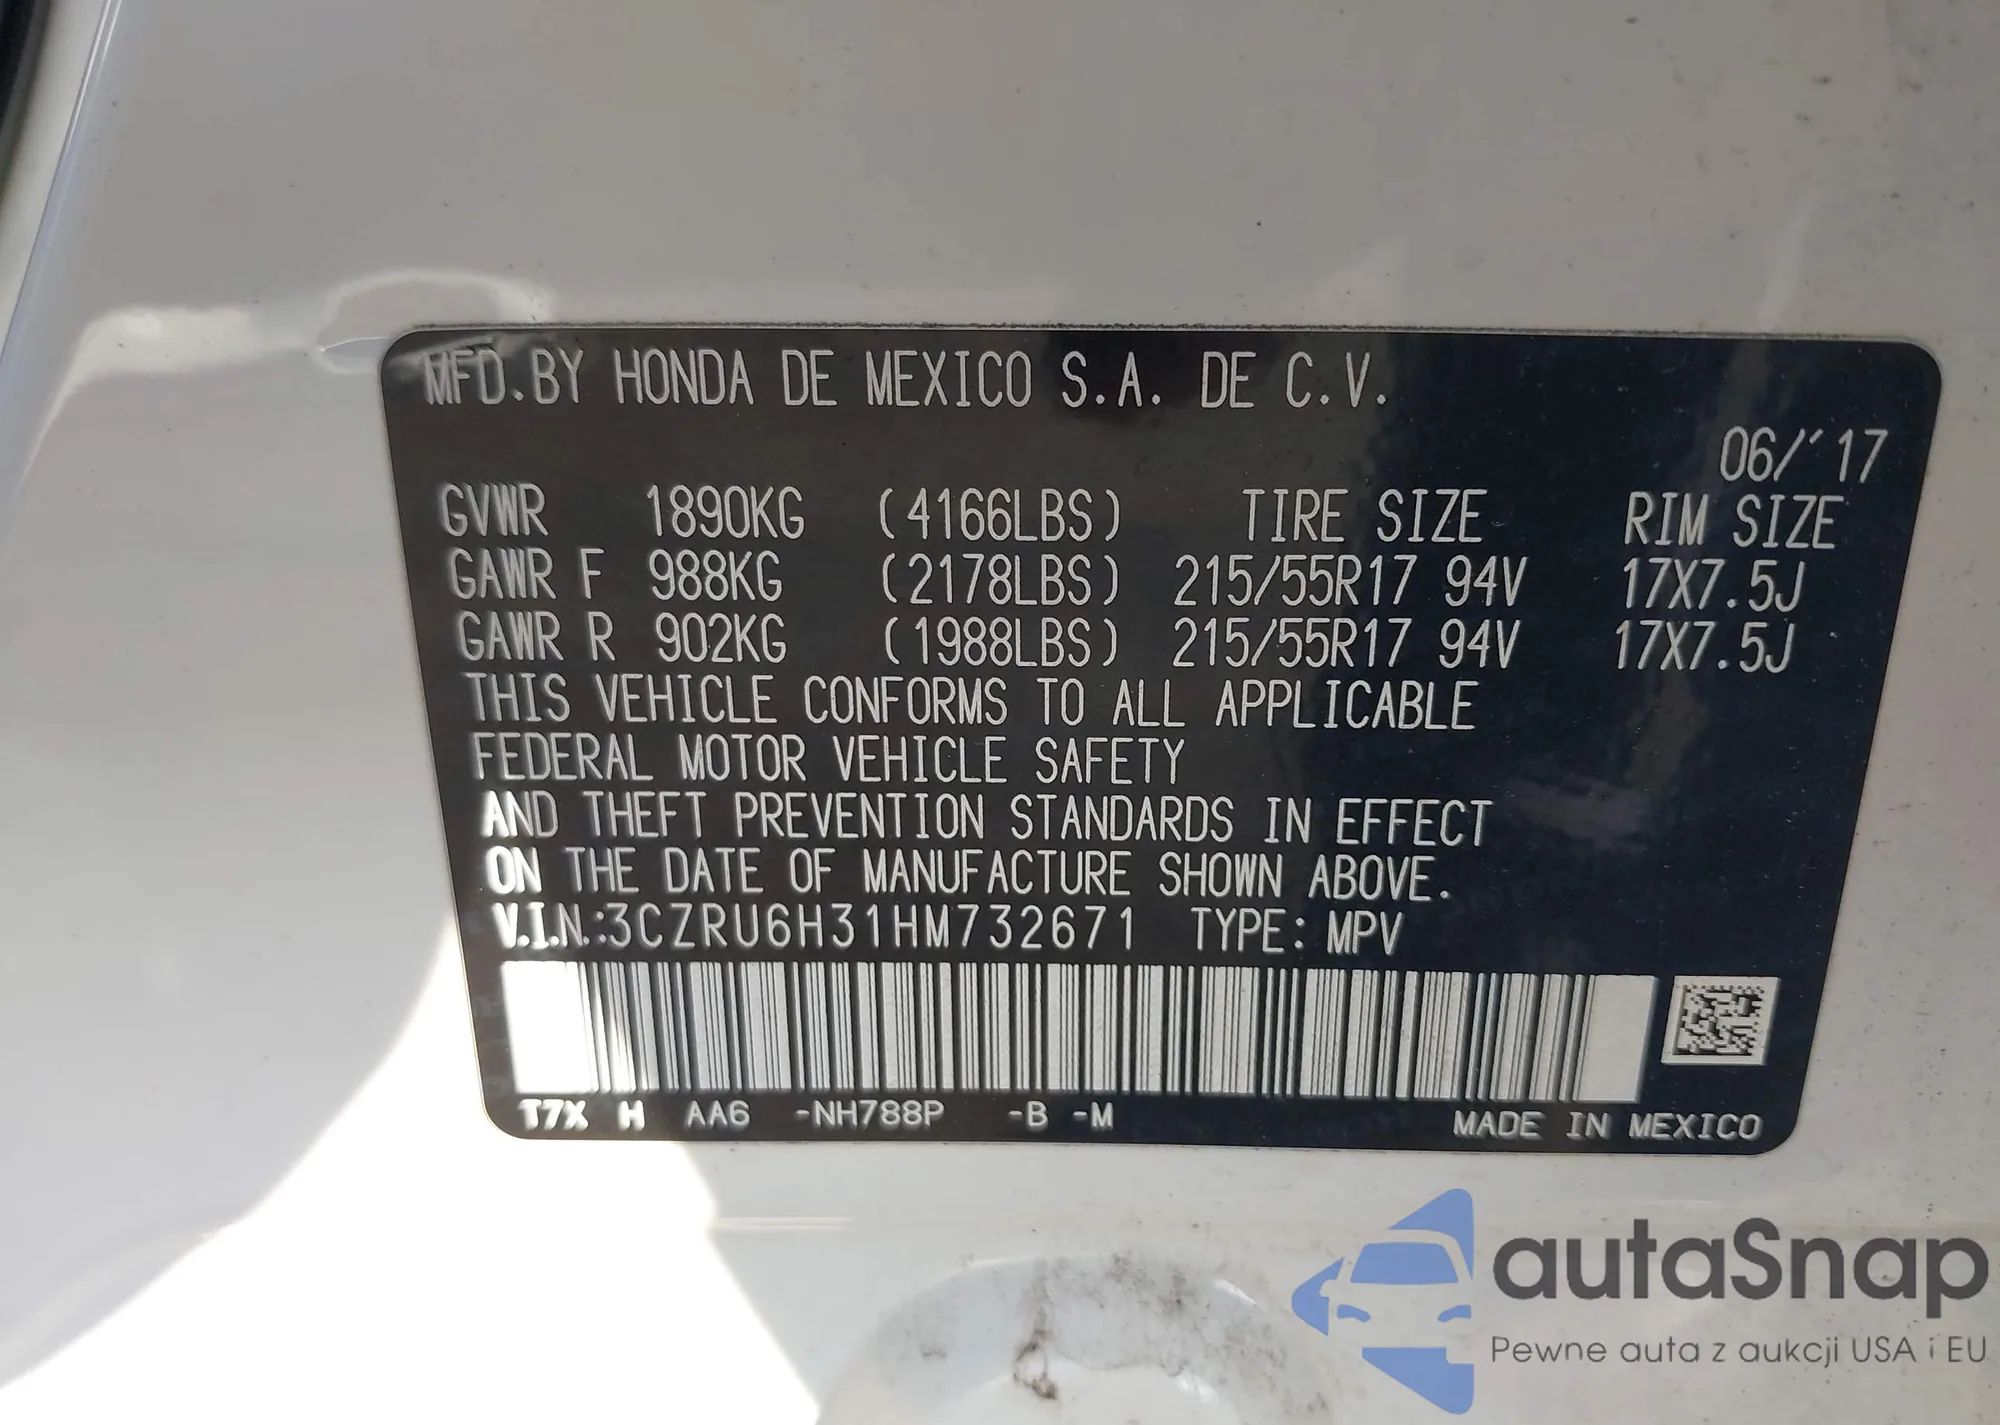 MFD.BY HONDA DE MEXICO S.A. DE C.V.
06/'17
GVWR 1890KG (4166LBS) TIRE SIZE RIM SIZE
GAWR F 988KG (2178LBS) 215/55R17 94V 17X7.5J
GAWR R 902KG (1988LBS) 215/55R17 94V 17X7.5J
THIS VEHICLE CONFORMS TO ALL APPLICABLE
FEDERAL MOTOR VEHICLE SAFETY
AND THEFT PREVENTION STANDARDS IN EFFECT
ON THE DATE OF MANUFACTURE SHOWN ABOVE.
V.I.N.:3CZRU6H31HM732671 TYPE: MPV
T7X H AA6 -NH788P -B -M MADE IN MEXICO
autaSnap
Pewne auta z aukcji USA i EU